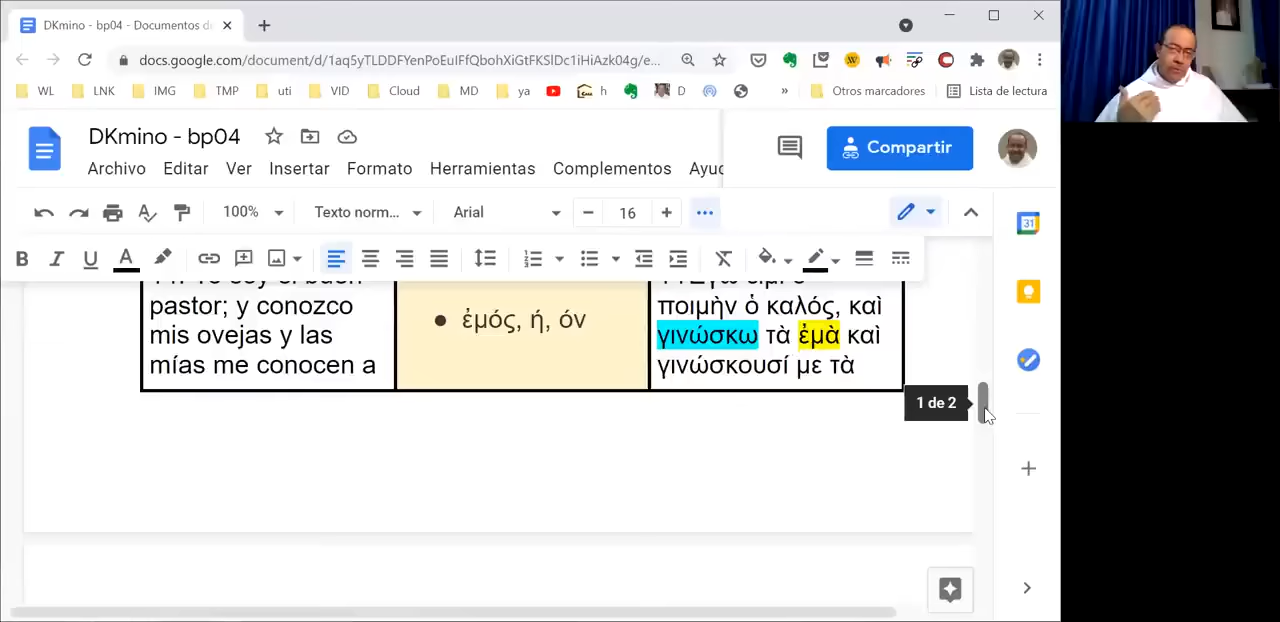 DKmino - bp04 - Documentos d
docs.google.com/document/d/1aq5yTLDDFYenPoEuIFfQbohXiGtFKSlDc1iHiAzk04g/e...
WL LNK IMG TMP uti VID Cloud MD ya h D » Otros marcadores Lista de lectura
DKmino - bp04
Compartir
Archivo Editar Ver Insertar Formato Herramientas Complementos Ayuc
100% Texto norm... Arial 16
31
pastor; y conozco
mis ovejas y las
mías me conocen a
ἐμός, ή, όν
ποιμὴν ὁ καλός, καὶ
γινώσκω τὰ ἐμὰ καὶ
γινώσκουσί με τὰ
1 de 2